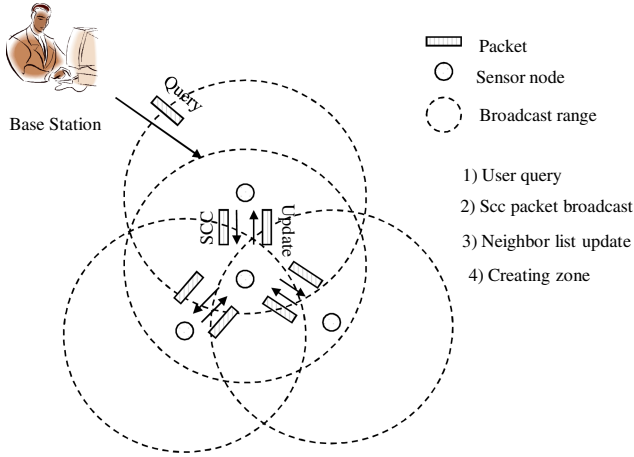 Packet
Sensor node
Broadcast range
Query
Base Station
1) User query
2) Scc packet broadcast
3) Neighbor list update
4) Creating zone
SCC
Update